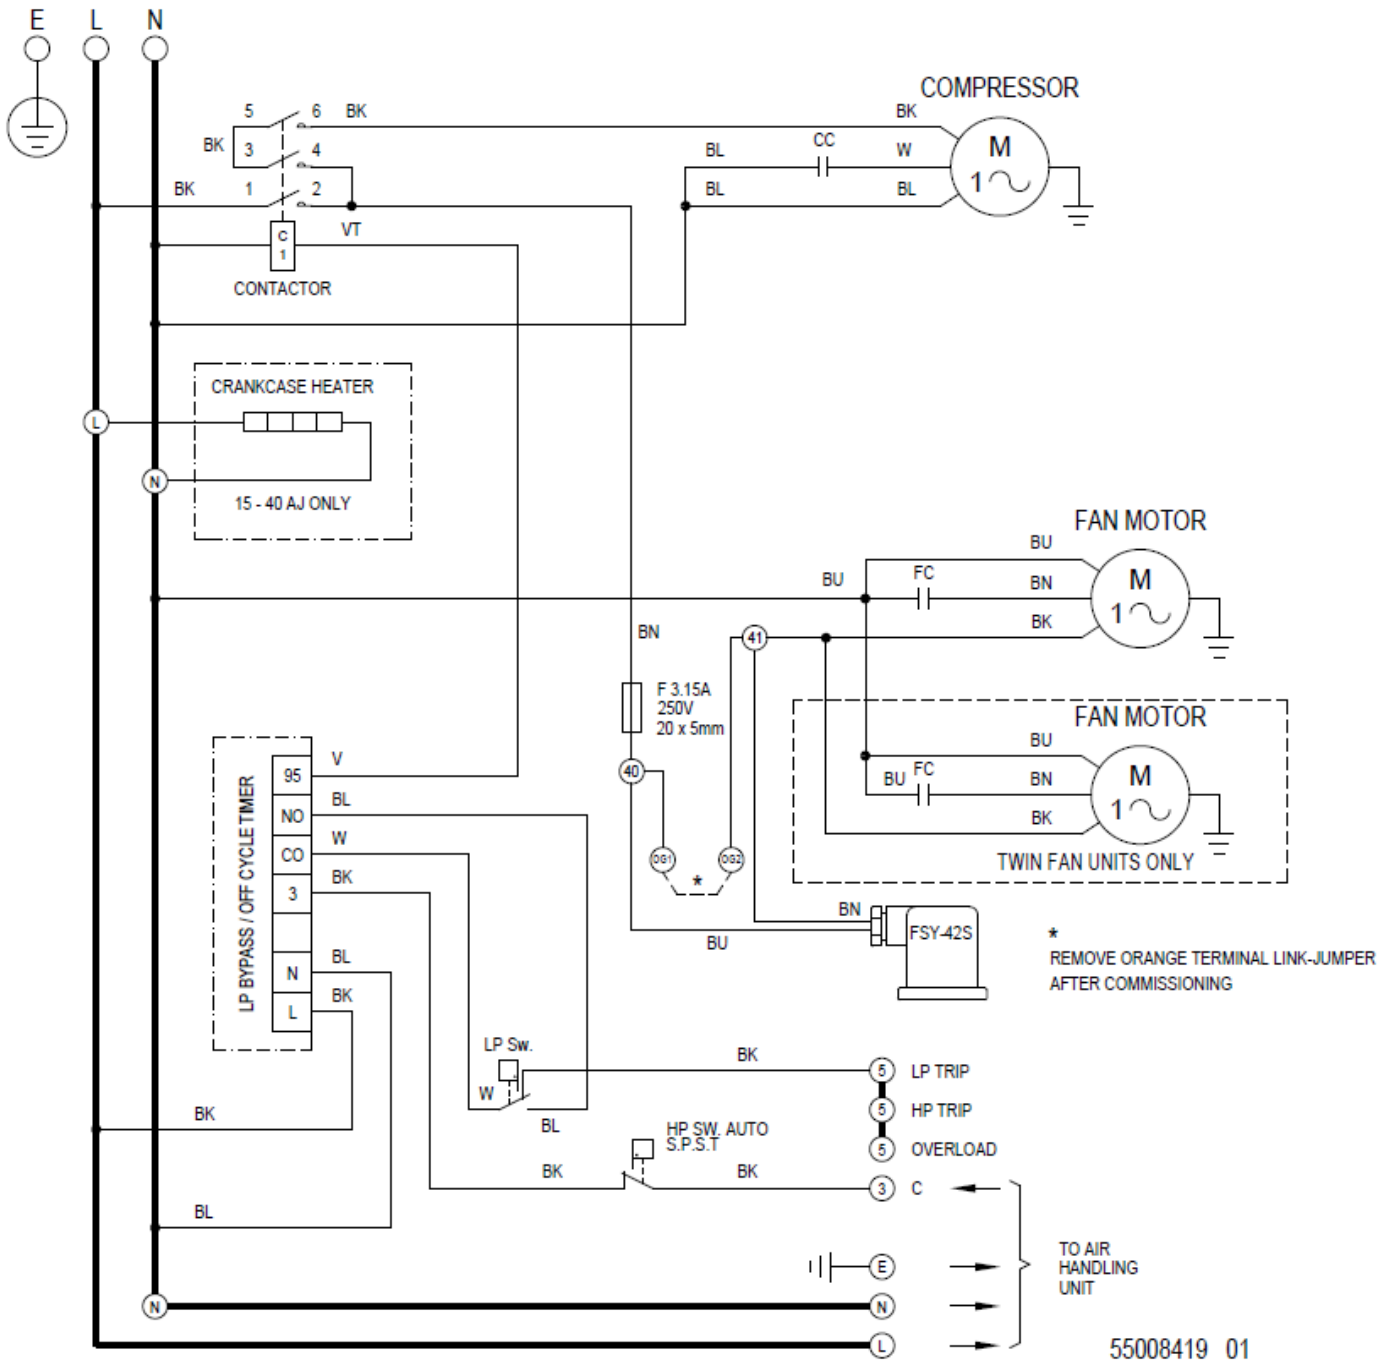 E L N
COMPRESSOR
5 6 BK BK
BK 3 4 BL CC W M
1
BK 1 2 BL BL
VT
C
1
CONTACTOR
CRANKCASE HEATER
L
N
15 - 40 AJ ONLY
FAN MOTOR
BU
BU FC BN M
1
BK
BN 41
F 3.15A
250V
20 x 5mm
FAN MOTOR
40
BU
BU FC BN M
1
BK
OG1 OG2
*
TWIN FAN UNITS ONLY
LP BYPASS / OFF CYCLE TIMER
95 V
NO BL
CO W
3 BK
N BL
L BK
BN
BU
FSY-42S
*
REMOVE ORANGE TERMINAL LINK-JUMPER
AFTER COMMISSIONING
LP Sw.
W
BL
BK 5 LP TRIP
BK
5 HP TRIP
HP SW. AUTO
S.P.S.T
5 OVERLOAD
BK BK 3 C
BL
TO AIR
HANDLING
UNIT
E
N N
L
55008419 01